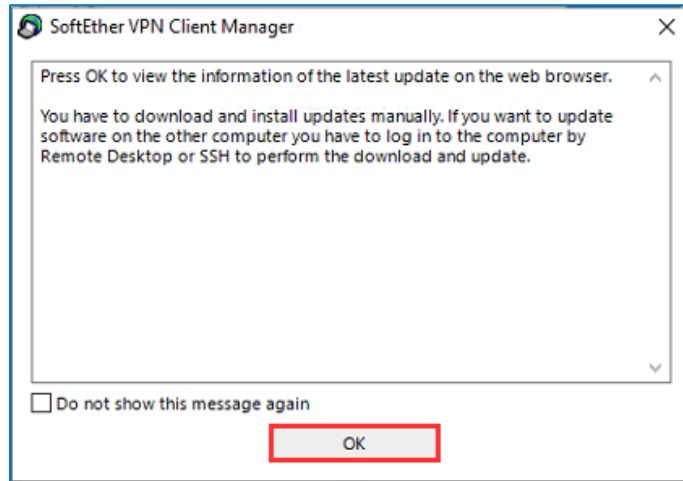 SoftEther VPN Client Manager
Press OK to view the information of the latest update on the web browser.
You have to download and install updates manually. If you want to update
software on the other computer you have to log in to the computer by
Remote Desktop or SSH to perform the download and update.
Do not show this message again
OK